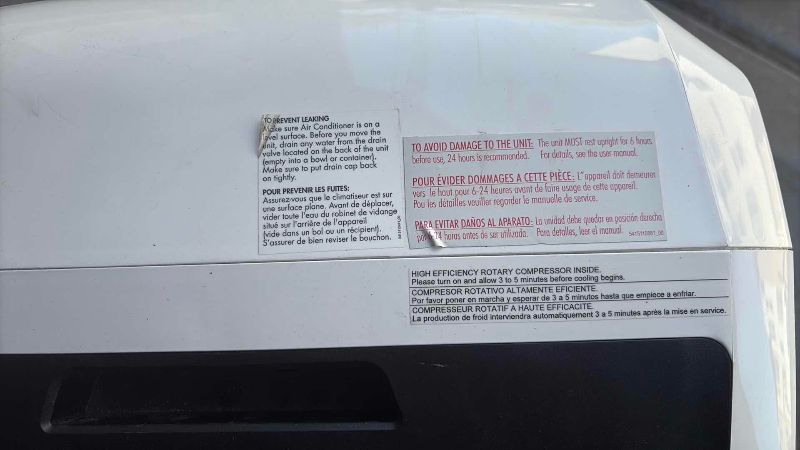 TO PREVENT LEAKING
Make sure Air Conditioner is on a
level surface. Before you move the
unit, drain any water from the drain
valve located on the back of the unit
(empty into a bowl or container).
Make sure to put drain cap back
on tightly.
POUR PREVENIR LES FUITES:
Assurez-vous que le climatiseur est sur
une surface plane. Avant de déplacer,
vider toute l'eau du robinet de vidange
situé sur l'arrière de l'appareil
(vide dans un bol ou un récipient).
S'assurer de bien reviser le bouchon.
TO AVOID DAMAGE TO THE UNIT: The unit MUST rest upright for 6 hours
before use, 24 hours is recommended. For details, see the user manual.
POUR ÉVIDER DOMMAGES A CETTE PIÈCE: L'appareil doit demeurer
vers le haut pour 6-24 heures avant de faire usage de cette appareil.
Pou les détailles veuiller regarder le manuelle de service.
PARA EVITAR DAÑOS AL APARATO: La unidad debe quedar en posición derecha
por 24 horas antes de ser utilizada. Para detalles, leer el manual.
HIGH EFFICIENCY ROTARY COMPRESSOR INSIDE.
Please turn on and allow 3 to 5 minutes before cooling begins.
COMPRESOR ROTATIVO ALTAMENTE EFICIENTE.
Por favor poner en marcha y esperar de 3 a 5 minutos hasta que empiece a enfriar.
COMPRESSEUR ROTATIF A HAUTE EFFICACITE.
La production de froid interviendra automatiquement 3 a 5 minutes après la mise en service.